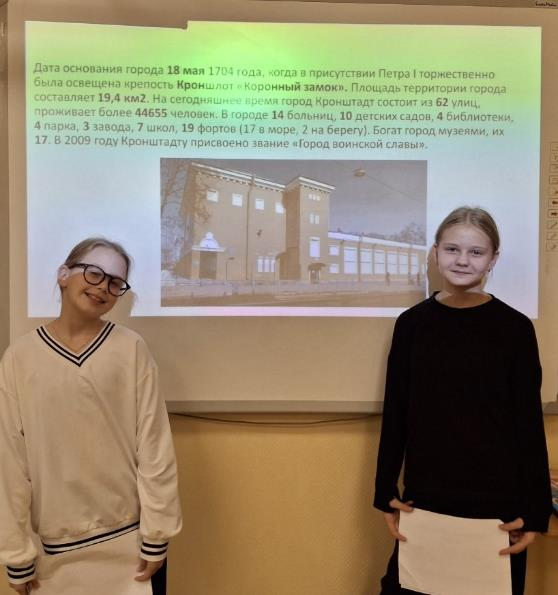 Дата основания города 18 мая 1704 года, когда в присутствии Петра I торжественно
была освещена крепость Кроншлот «Коронный замок». Площадь территории города
составляет 19,4 км2. На сегодняшнее время город Кронштадт состоит из 62 улиц,
проживает более 44655 человек. В городе 14 больниц, 10 детских садов, 4 библиотеки,
4 парка, 3 завода, 7 школ, 19 фортов (17 в море, 2 на берегу). Богат город музеями, их
17. В 2009 году Кронштадту присвоено звание «Город воинской славы».